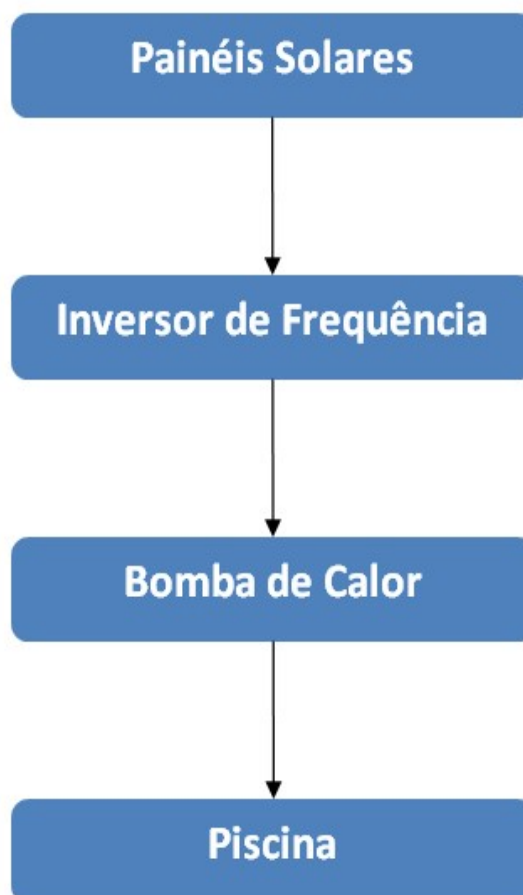 Painéis Solares
Inversor de Frequência
Bomba de Calor
Piscina